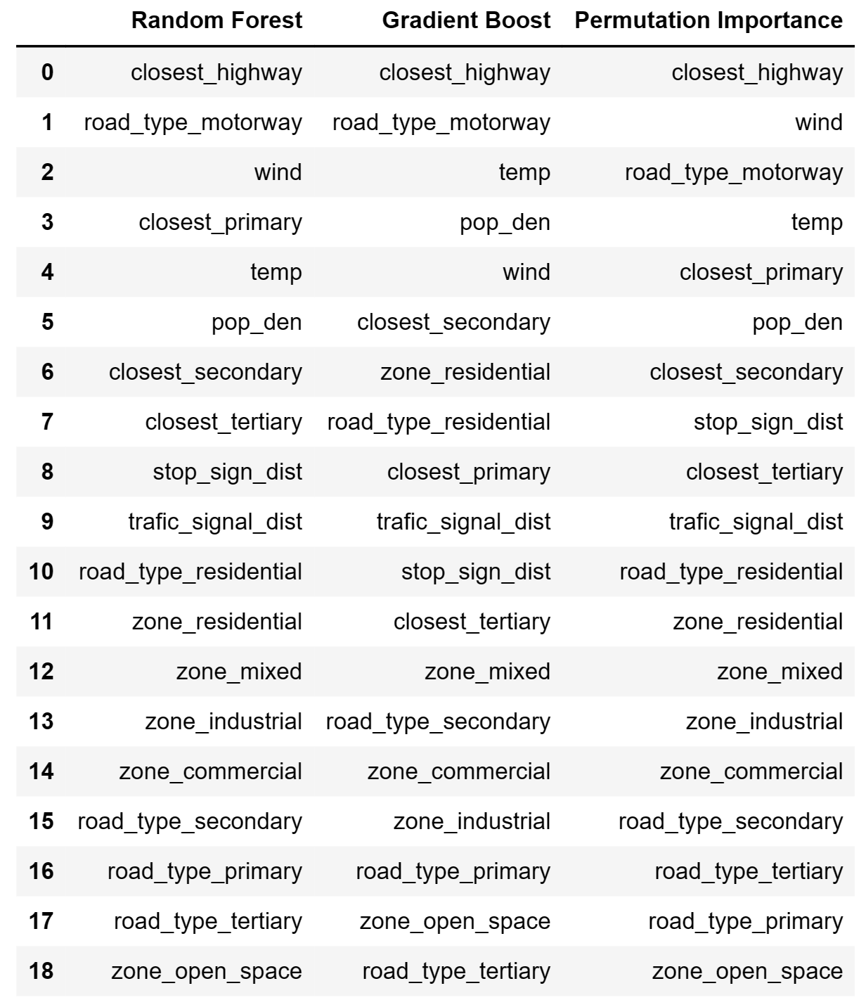 Random Forest Gradient Boost Permutation Importance
0 closest_highway closest_highway closest_highway
1 road_type_motorway road_type_motorway wind
2 wind temp road_type_motorway
3 closest_primary pop_den temp
4 temp wind closest_primary
5 pop_den closest_secondary pop_den
6 closest_secondary zone_residential closest_secondary
7 closest_tertiary road_type_residential stop_sign_dist
8 stop_sign_dist closest_primary closest_tertiary
9 trafic_signal_dist trafic_signal_dist trafic_signal_dist
10 road_type_residential stop_sign_dist road_type_residential
11 zone_residential closest_tertiary zone_residential
12 zone_mixed zone_mixed zone_mixed
13 zone_industrial road_type_secondary zone_industrial
14 zone_commercial zone_commercial zone_commercial
15 road_type_secondary zone_industrial road_type_secondary
16 road_type_primary road_type_primary road_type_tertiary
17 road_type_tertiary zone_open_space road_type_primary
18 zone_open_space road_type_tertiary zone_open_space